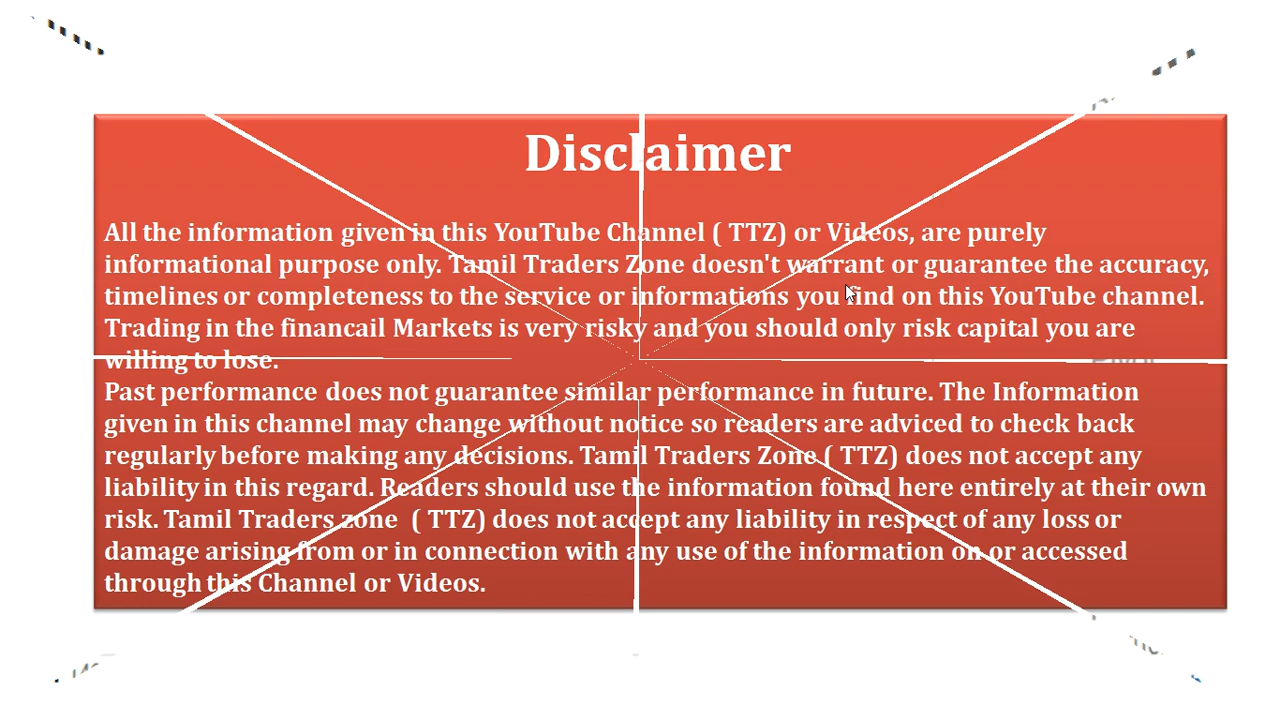 Disclaimer
All the information given in this YouTube Channel ( TTZ) or Videos, are purely
informational purpose only. Tamil Traders Zone doesn't warrant or guarantee the accuracy,
timelines or completeness to the service or informations you find on this YouTube channel.
Trading in the financail Markets is very risky and you should only risk capital you are
willing to lose.
Past performance does not guarantee similar performance in future. The Information
given in this channel may change without notice so readers are adviced to check back
regularly before making any decisions. Tamil Traders Zone ( TTZ) does not accept any
liability in this regard. Readers should use the information found here entirely at their own
risk. Tamil Traders zone  ( TTZ) does not accept any liability in respect of any loss or
damage arising from or in connection with any use of the information on or accessed
through this Channel or Videos.